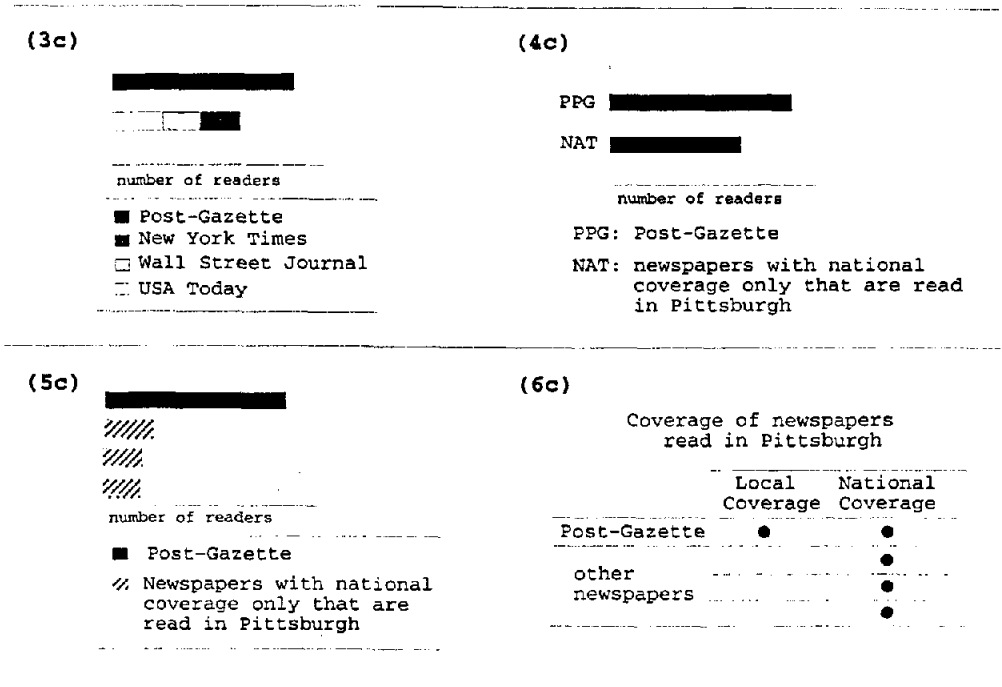 (3c)
number of readers
Post-Gazette
New York Times
Wall Street Journal
USA Today
(4c)
PPG
NAT
number of readers
PPG: Post-Gazette
NAT: newspapers with national
coverage only that are read
in Pittsburgh
(5c)
number of readers
Post-Gazette
Newspapers with national
coverage only that are
read in Pittsburgh
(6c)
Coverage of newspapers
read in Pittsburgh
Local National
Coverage Coverage
Post-Gazette
other
newspapers